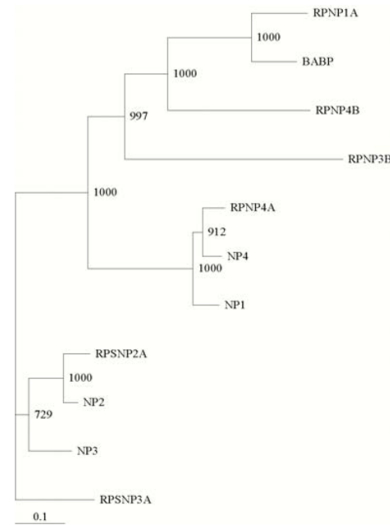 RPNP1A
1000
BABP
1000
RPNP4B
997
RPNP3B
1000
RPNP4A
912
NP4
1000
NP1
RPSNP2A
1000
NP2
729
NP3
RPSNP3A
0.1